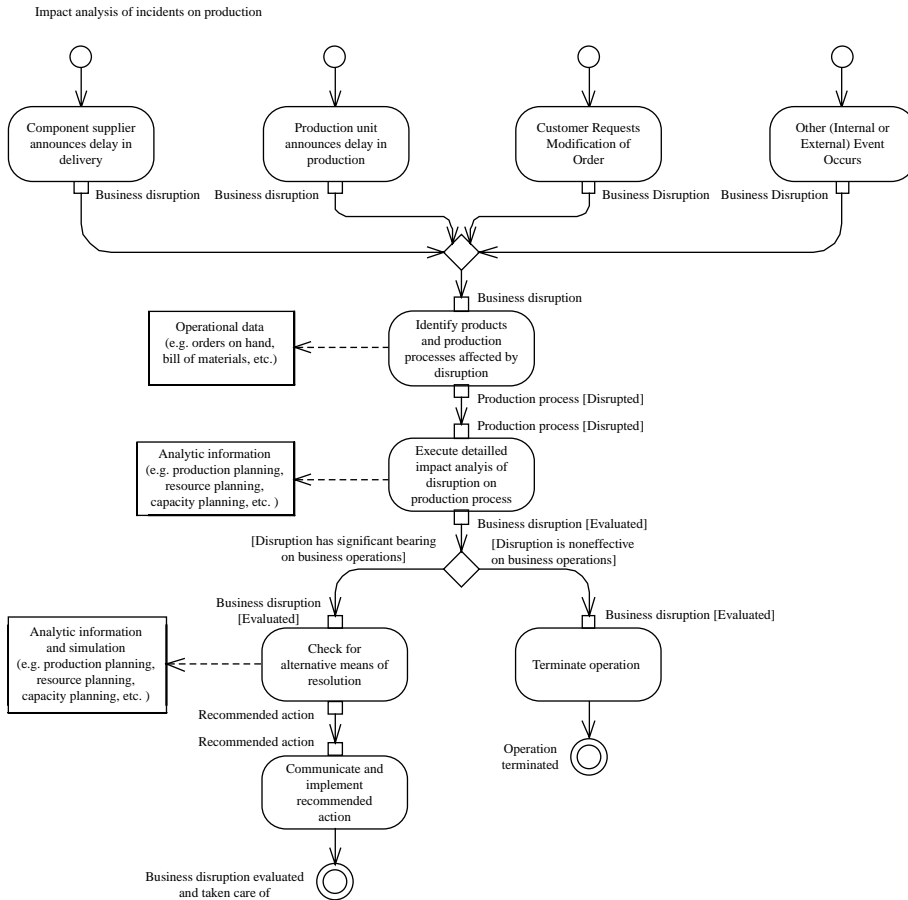 Impact analysis of incidents on production
Component supplier
announces delay in
delivery
Production unit
announces delay in
production
Customer Requests
Modification of
Order
Other (Internal or
External) Event
Occurs
Business disruption
Business disruption
Business Disruption
Business Disruption
Business disruption
Operational data
(e.g. orders on hand,
bill of materials, etc.)
Identify products
and production
processes affected by
disruption
Production process [Disrupted]
Production process [Disrupted]
Analytic information
(e.g. production planning,
resource planning,
capacity planning, etc. )
Execute detailled
impact analyis of
disruption on
production process
Business disruption [Evaluated]
[Disruption has significant bearing
on business operations]
[Disruption is noneffective
on business operations]
Business disruption
[Evaluated]
Business disruption [Evaluated]
Analytic information
and simulation
(e.g. production planning,
resource planning,
capacity planning, etc. )
Check for
alternative means of
resolution
Terminate operation
Recommended action
Recommended action
Operation
terminated
Communicate and
implement
recommended
action
Business disruption evaluated
and taken care of